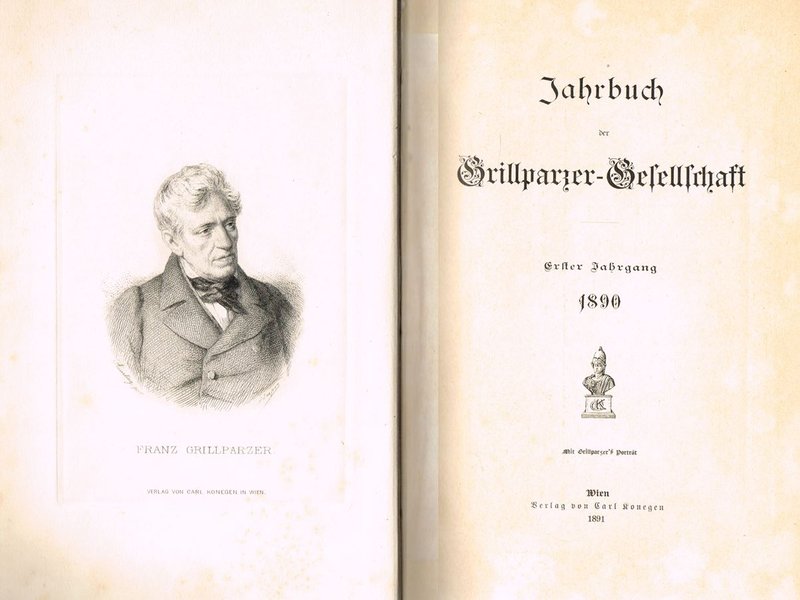 FRANZ GRILLPARZER.
VERLAG VON CARL KONEGEN IN WIEN.
Jahrbuch
der
Grillparzer-Geſellſchaft
Erſter Jahrgang
1890
CK
Mit Grillparzer's Porträt
Wien
Verlag von Carl Konegen
1891